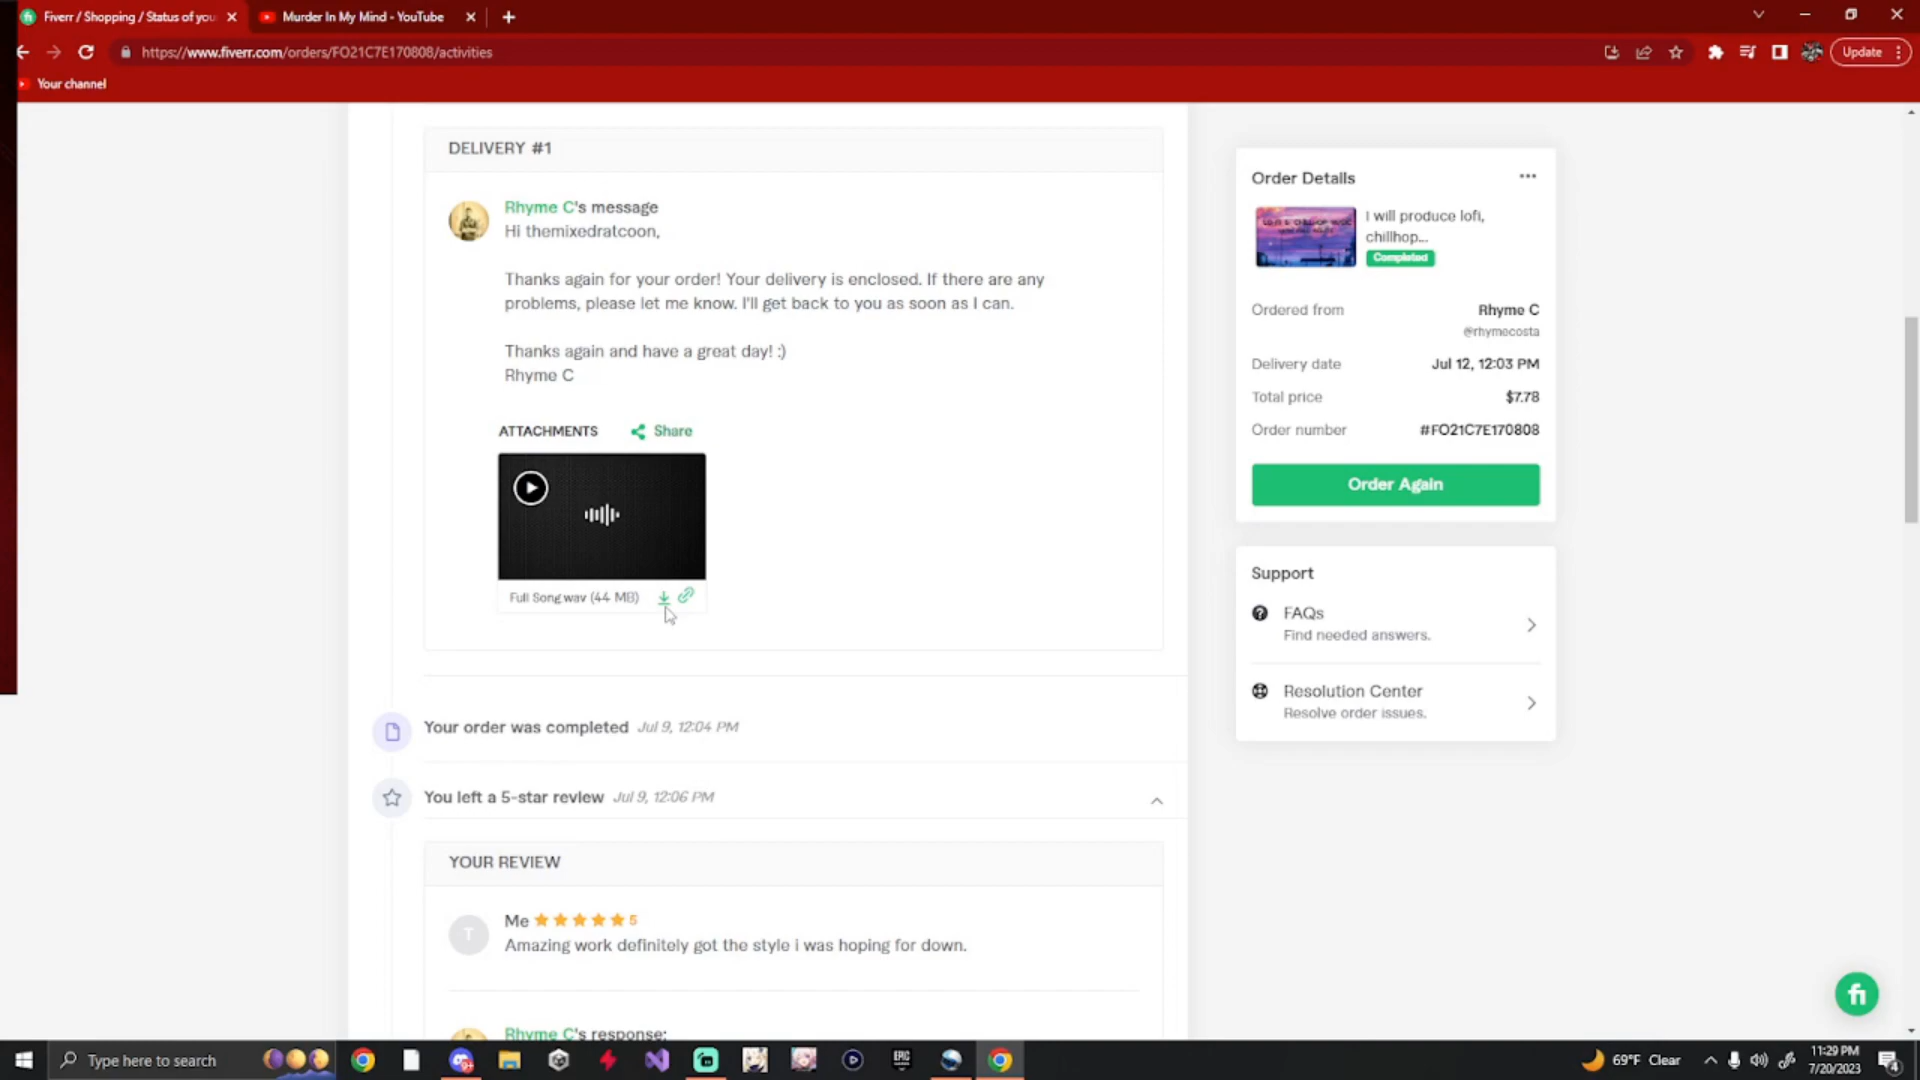 Fiverr / Shopping / Status of you
Murder In My Mind - YouTube
https://www.fiverr.com/orders/FO21C7E170808/activities
Update
Your channel
DELIVERY #1
Rhyme C's message
Hi themixedratcoon,
Thanks again for your order! Your delivery is enclosed. If there are any
problems, please let me know. I'll get back to you as soon as I can.
Thanks again and have a great day! :)
Rhyme C
ATTACHMENTS Share
Full Song.wav (44 MB)
Your order was completed Jul 9, 12:04 PM
You left a 5-star review Jul 9, 12:06 PM
YOUR REVIEW
T
Me 5
Amazing work definitely got the style i was hoping for down.
Rhyme C's response:
Order Details
I will produce lofi,
chillhop...
Completed
Ordered from Rhyme C
@rhymecosta
Delivery date Jul 12, 12:03 PM
Total price $7.78
Order number #FO21C7E170808
Order Again
Support
FAQs
Find needed answers.
Resolution Center
Resolve order issues.
fi
Type here to search
EPIC
69°F Clear
11:29 PM
7/20/2023
4